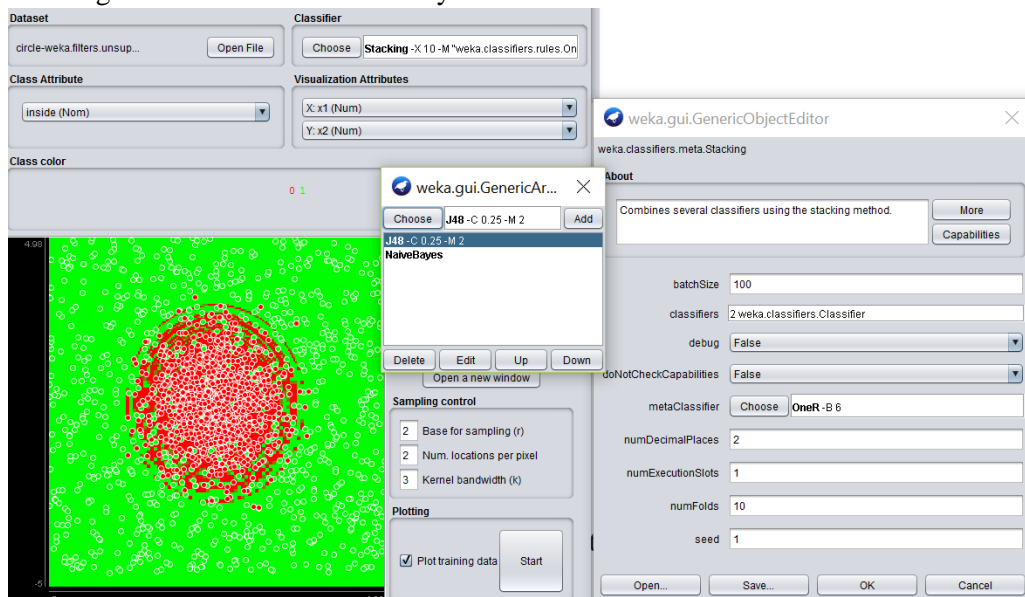 Dataset
Classifier
circle-weka.filters.unsup...
Open File
Choose
Stacking -X 10 -M "weka.classifiers.rules.On
Class Attribute
Visualization Attributes
inside (Nom)
X: x1 (Num)
Y: x2 (Num)
Class color
0 1
weka.gui.GenericAr...
Choose
J48 -C 0.25 -M 2
Add
J48 -C 0.25 -M 2
NaiveBayes
Delete
Edit
Up
Down
4.98
-5
Open a new window
Sampling control
2 Base for sampling (r)
2 Num. locations per pixel
3 Kernel bandwidth (k)
Plotting
Plot training data
Start
weka.gui.GenericObjectEditor
weka.classifiers.meta.Stacking
About
Combines several classifiers using the stacking method.
More
Capabilities
batchSize 100
classifiers 2 weka.classifiers.Classifier
debug False
doNotCheckCapabilities False
metaClassifier Choose OneR -B 6
numDecimalPlaces 2
numExecutionSlots 1
numFolds 10
seed 1
Open...
Save...
OK
Cancel